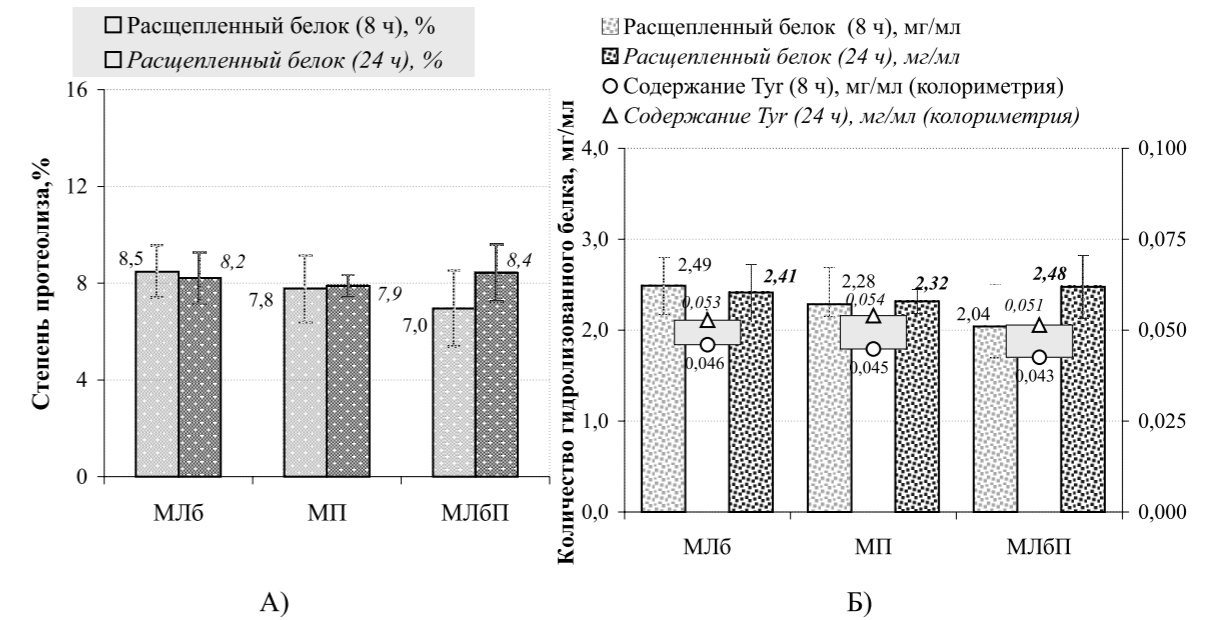 Расщепленный белок (8 ч), %
Расщепленный белок (24 ч), %
Степень протеолиза,%
16
12
8
4
0
8,5
8,2
7,8
7,9
7,0
8,4
МЛб
МП
МЛбП
А)
Расщепленный белок (8 ч), мг/мл
Расщепленный белок (24 ч), мг/мл
Содержание Tyr (8 ч), мг/мл (колориметрия)
Содержание Tyr (24 ч), мг/мл (колориметрия)
Количество гидролизованного белка, мг/мл
4,0
3,0
2,0
1,0
0,0
2,49
2,41
2,28
2,32
2,04
2,48
0,053
0,054
0,051
0,046
0,045
0,043
0,100
0,075
0,050
0,025
0,000
МЛб
МП
МЛбП
Б)